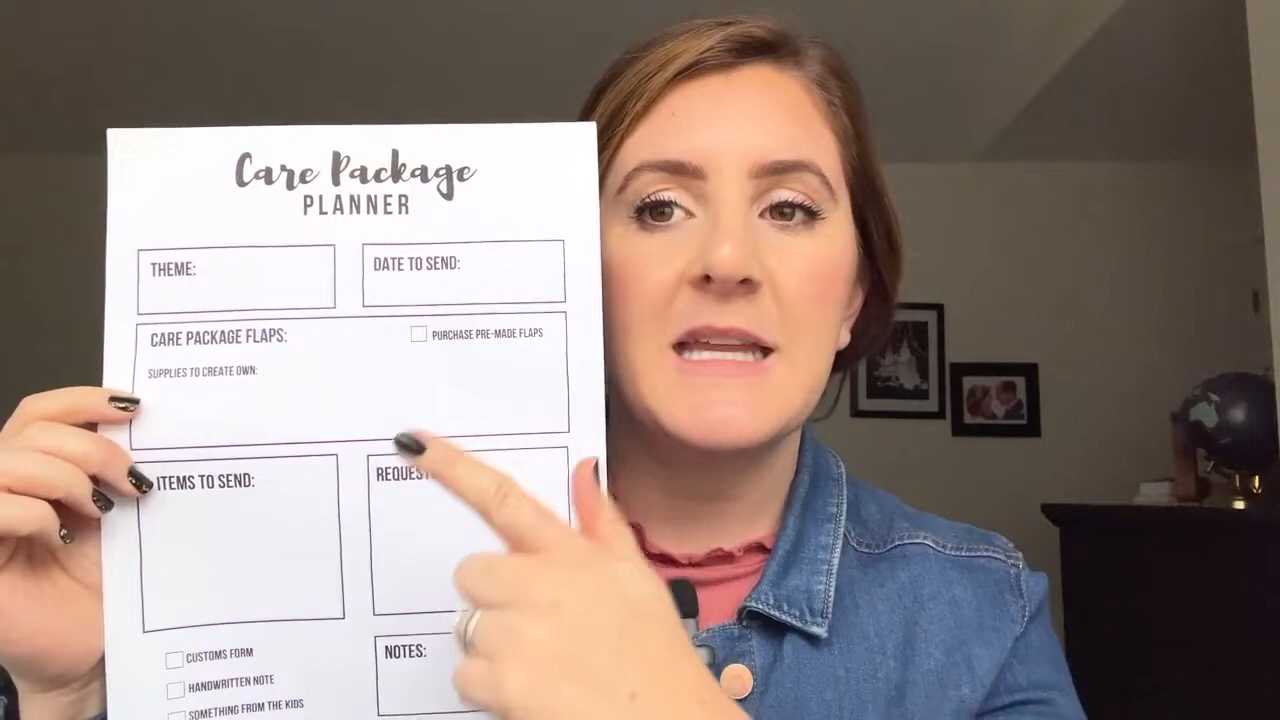 Care Package
PLANNER
THEME:
DATE TO SEND:
CARE PACKAGE FLAPS:
PURCHASE PRE-MADE FLAPS
SUPPLIES TO CREATE OWN:
ITEMS TO SEND:
CUSTOMS FORM
HANDWRITTEN NOTE
SOMETHING FROM THE KIDS
NOTES: